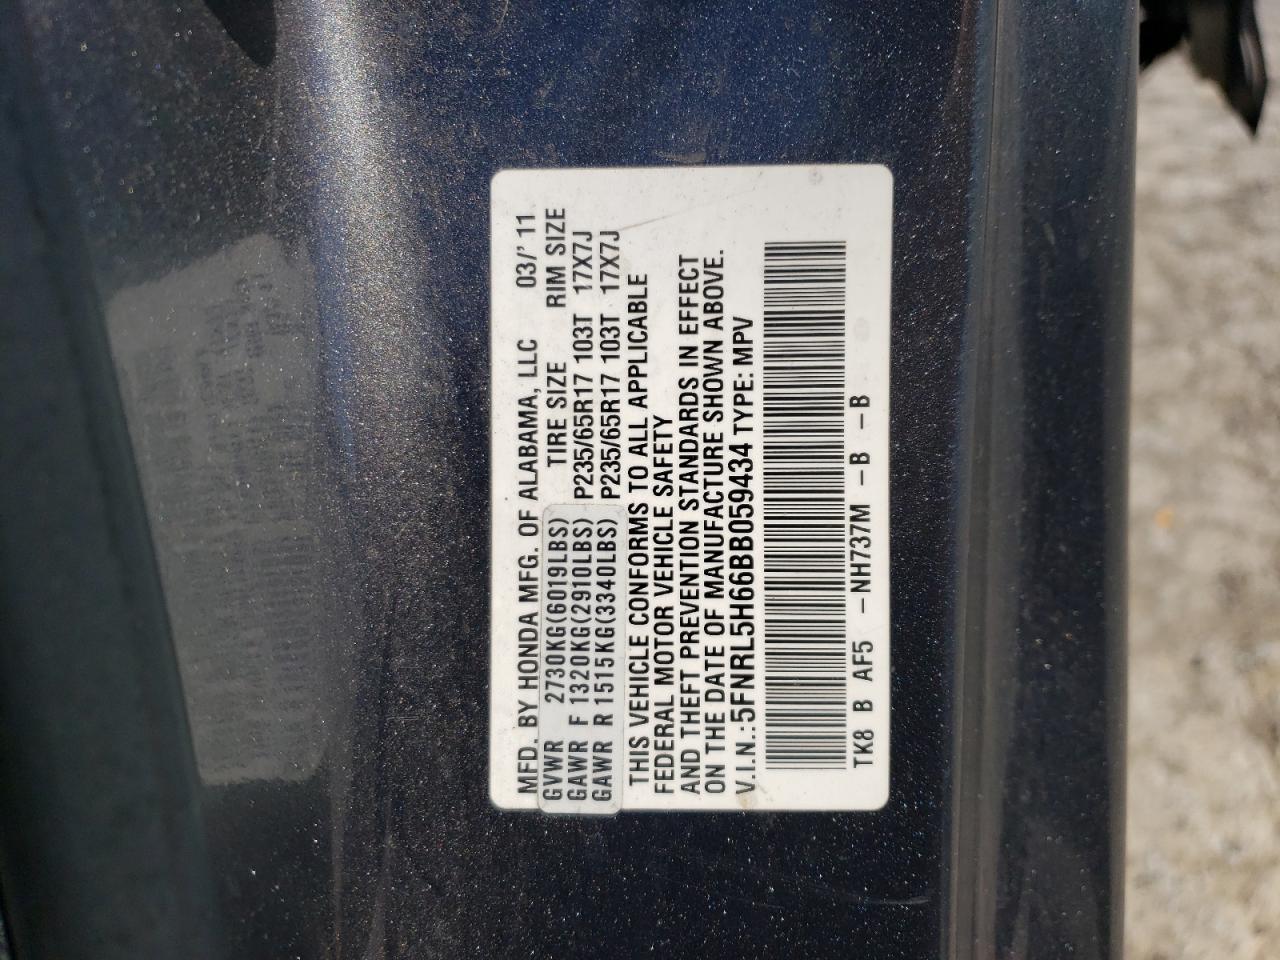 MFD. BY HONDA MFG. OF ALABAMA, LLC 03/' 11
GVWR 2730KG(6019LBS) TIRE SIZE RIM SIZE
GAWR F 1320KG(2910LBS) P235/65R17 103T 17X7J
GAWR R 1515KG(3340LBS) P235/65R17 103T 17X7J
THIS VEHICLE CONFORMS TO ALL APPLICABLE
FEDERAL MOTOR VEHICLE SAFETY
AND THEFT PREVENTION STANDARDS IN EFFECT
ON THE DATE OF MANUFACTURE SHOWN ABOVE.
V.I.N.: 5FNRL5H66BB059434 TYPE: MPV
TK8 B AF5 -NH737M -B -B